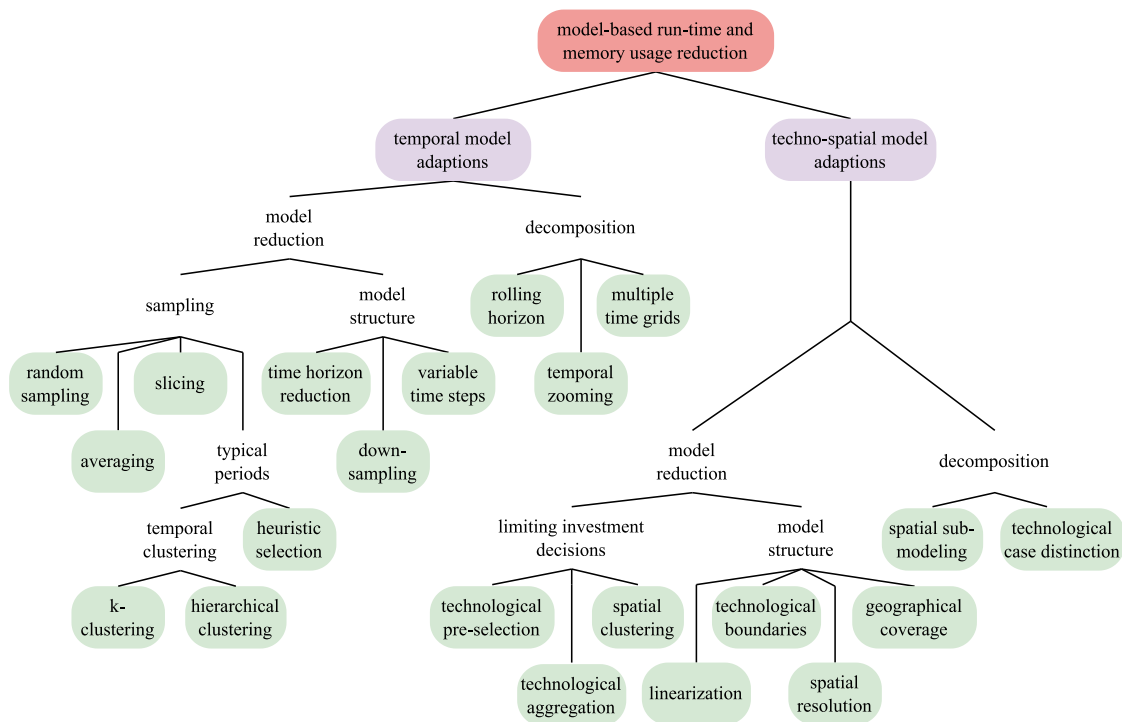 model-based run-time and
memory usage reduction
temporal model
adaptions
techno-spatial model
adaptions
model
reduction
decomposition
sampling
model
structure
rolling
horizon
multiple
time grids
random
sampling
slicing
time horizon
reduction
variable
time steps
temporal
zooming
averaging
typical
periods
down-
sampling
model
reduction
decomposition
temporal
clustering
heuristic
selection
limiting investment
decisions
model
structure
spatial sub-
modeling
technological
case distinction
k-
clustering
hierarchical
clustering
technological
pre-selection
spatial
clustering
technological
boundaries
geographical
coverage
technological
aggregation
linearization
spatial
resolution